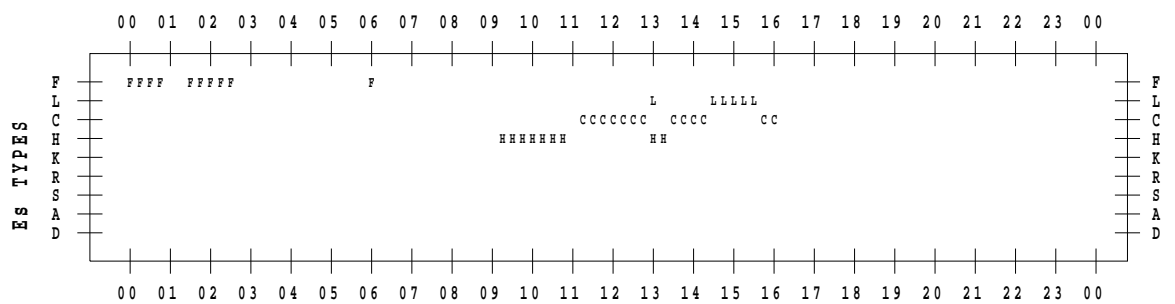 00 01 02 03 04 05 06 07 08 09 10 11 12 13 14 15 16 17 18 19 20 21 22 23 00
F FFFF FFFFF F F
L L LLLLL L
C CCCCCCC CCCC CC C
H HHHHHHH HH H
K K
R R
S S
A A
D D
Es TYPES
00 01 02 03 04 05 06 07 08 09 10 11 12 13 14 15 16 17 18 19 20 21 22 23 00